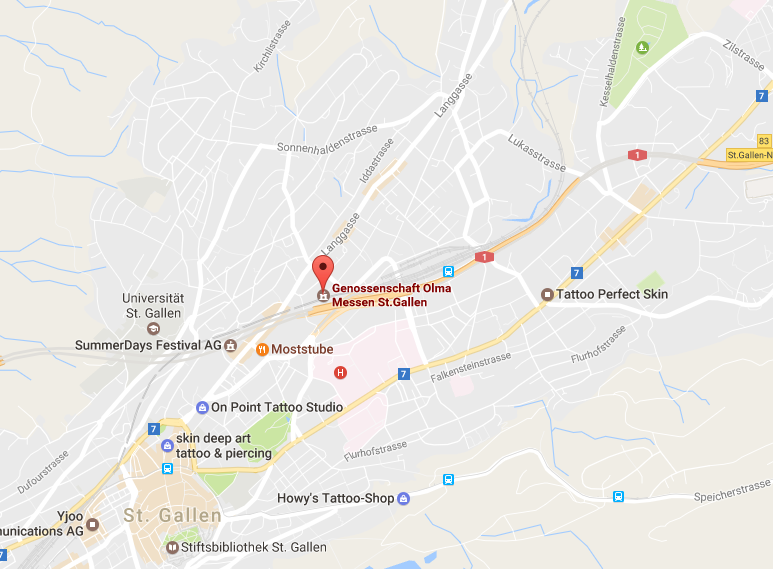 Kirchlistrasse
Langgasse
Kesselhaldenstrasse
Zilstrasse
7
83
St.Gallen-N
1
Lukasstrasse
Sonnenhaldenstrasse
Iddastrasse
Langgasse
1
7
Genossenschaft Olma
Messen St.Gallen
Tattoo Perfect Skin
Universität
St. Gallen
SummerDays Festival AG
Moststube
H
7
Falkensteinstrasse
Flurhofstrasse
On Point Tattoo Studio
7
skin deep art
tattoo & piercing
Flurhofstrasse
Dufourstrasse
Howy's Tattoo-Shop
Speicherstrasse
Yjoo
unications AG
St. Gallen
Stiftsbibliothek St. Gallen
7